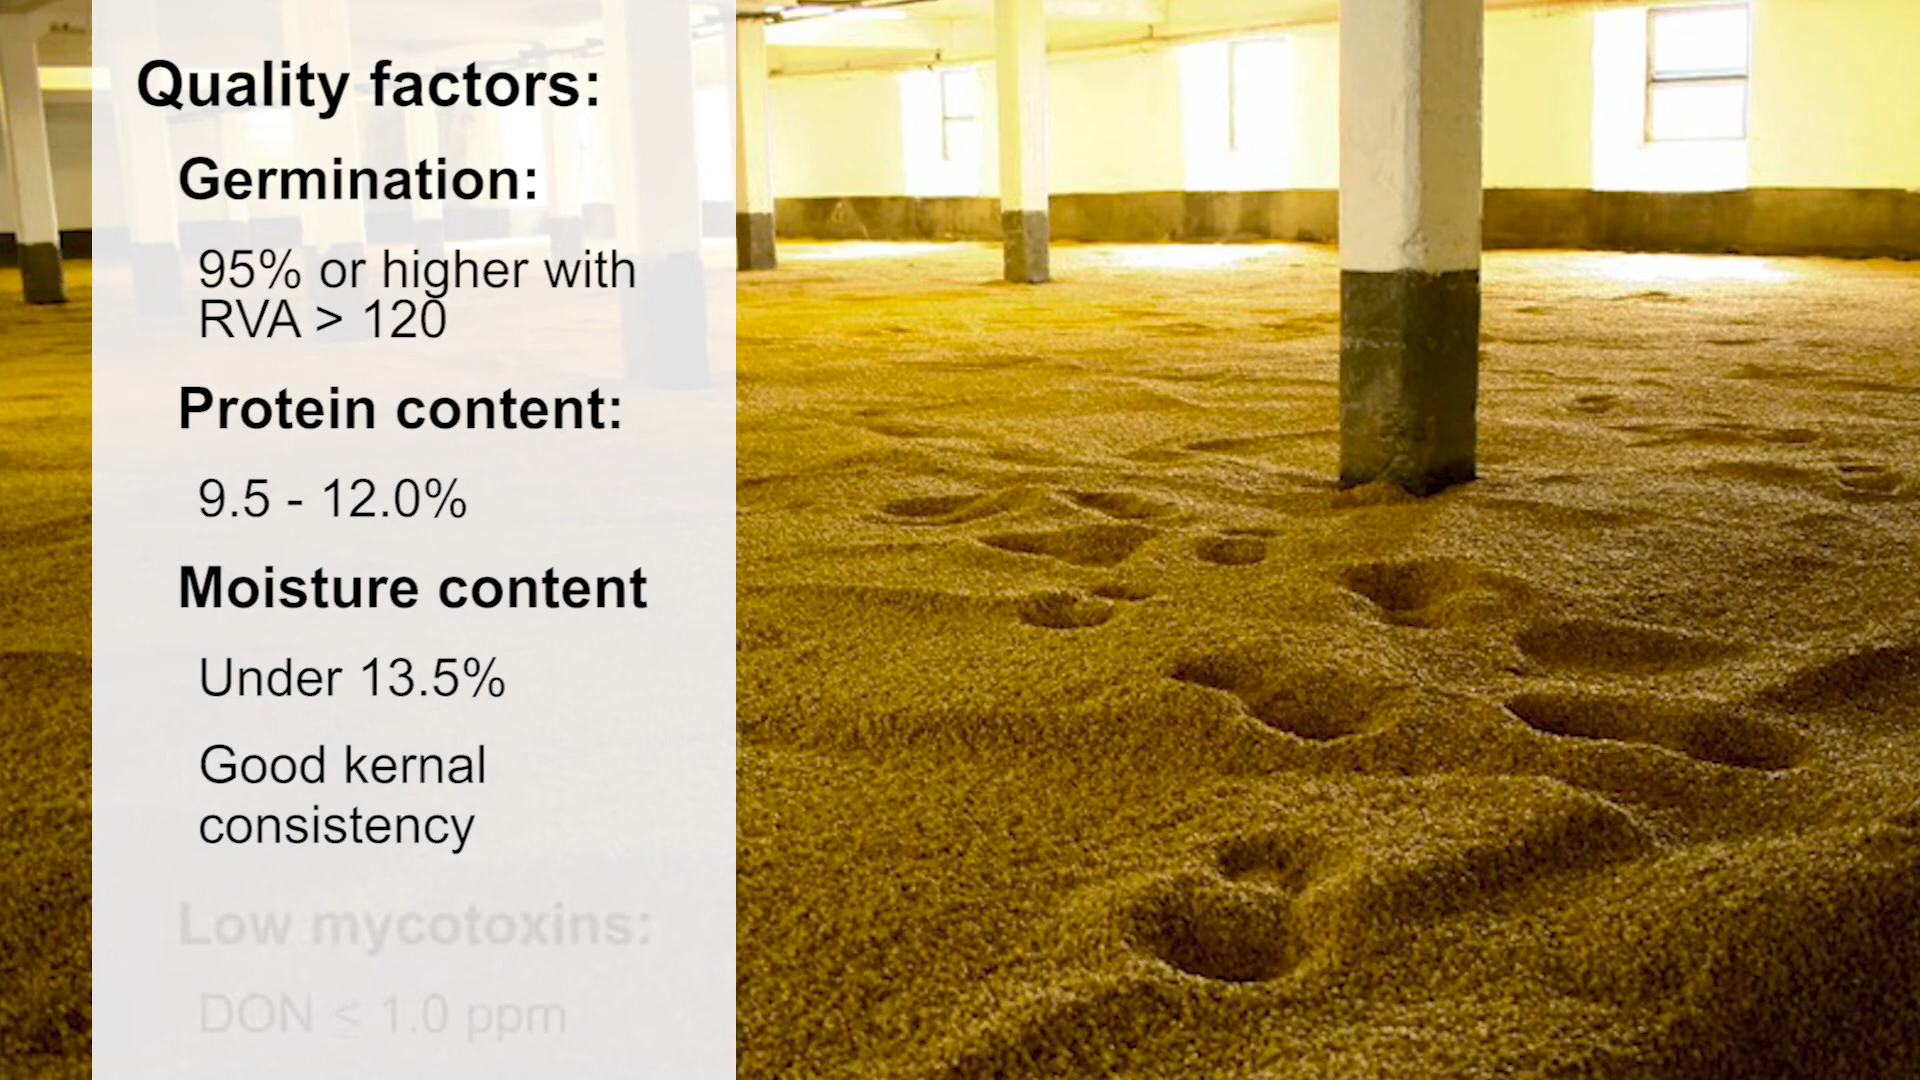 Quality factors:
Germination:
95% or higher with
RVA > 120
Protein content:
9.5 - 12.0%
Moisture content
Under 13.5%
Good kernal
consistency
Low mycotoxins:
DON ≤ 1.0 ppm